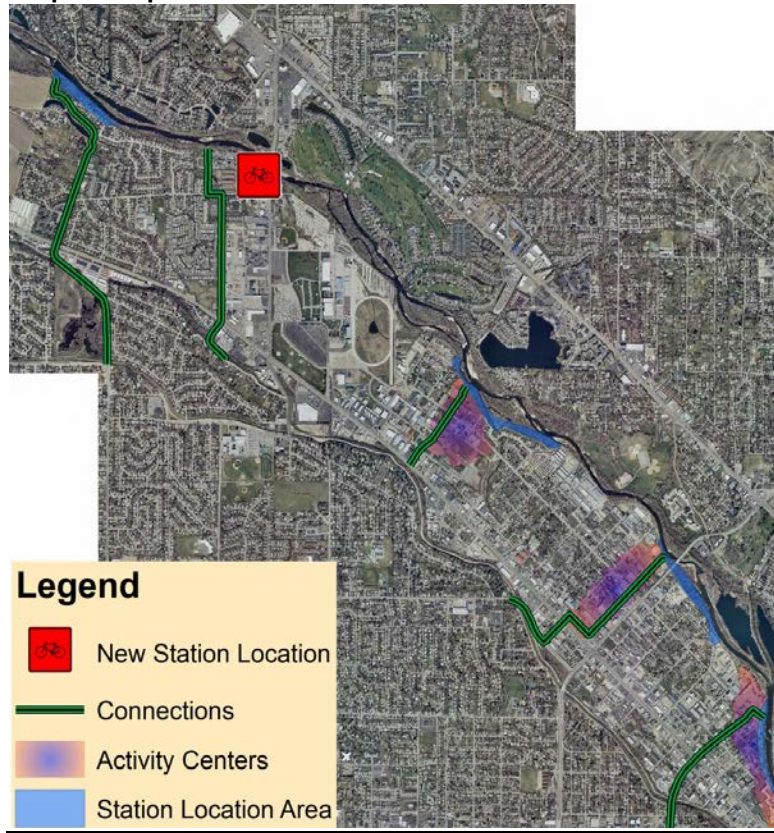 Legend
New Station Location
Connections
Activity Centers
Station Location Area